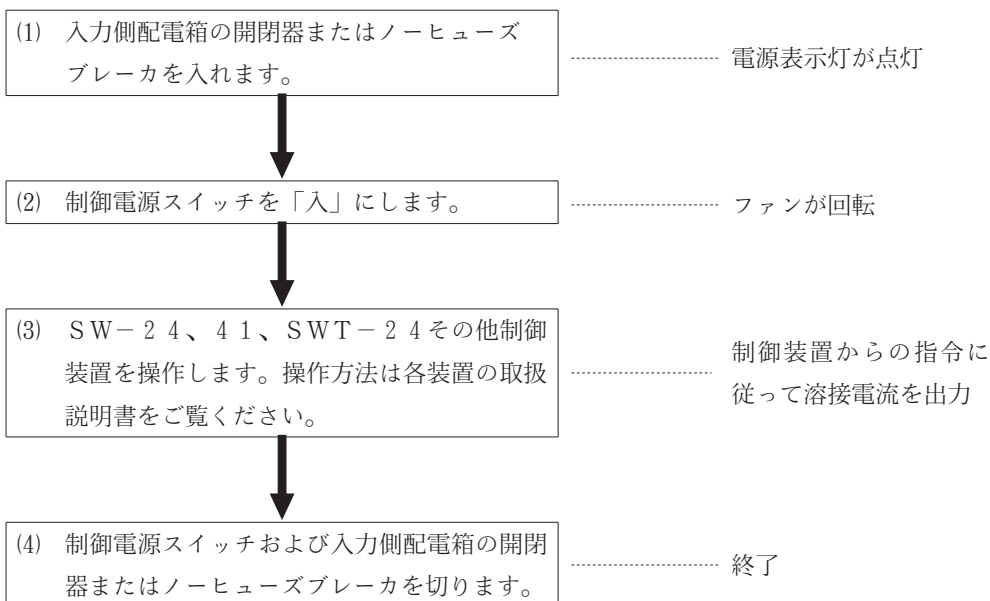 (1) 入力側配電箱の開閉器またはノーヒューズ
ブレーカを入れます。
電源表示灯が点灯
(2) 制御電源スイッチを「入」にします。
ファンが回転
(3) SW－24、41、SWT－24その他制御
装置を操作します。操作方法は各装置の取扱
説明書をご覧ください。
制御装置からの指令に
従って溶接電流を出力
(4) 制御電源スイッチおよび入力側配電箱の開閉
器またはノーヒューズブレーカを切ります。
終了